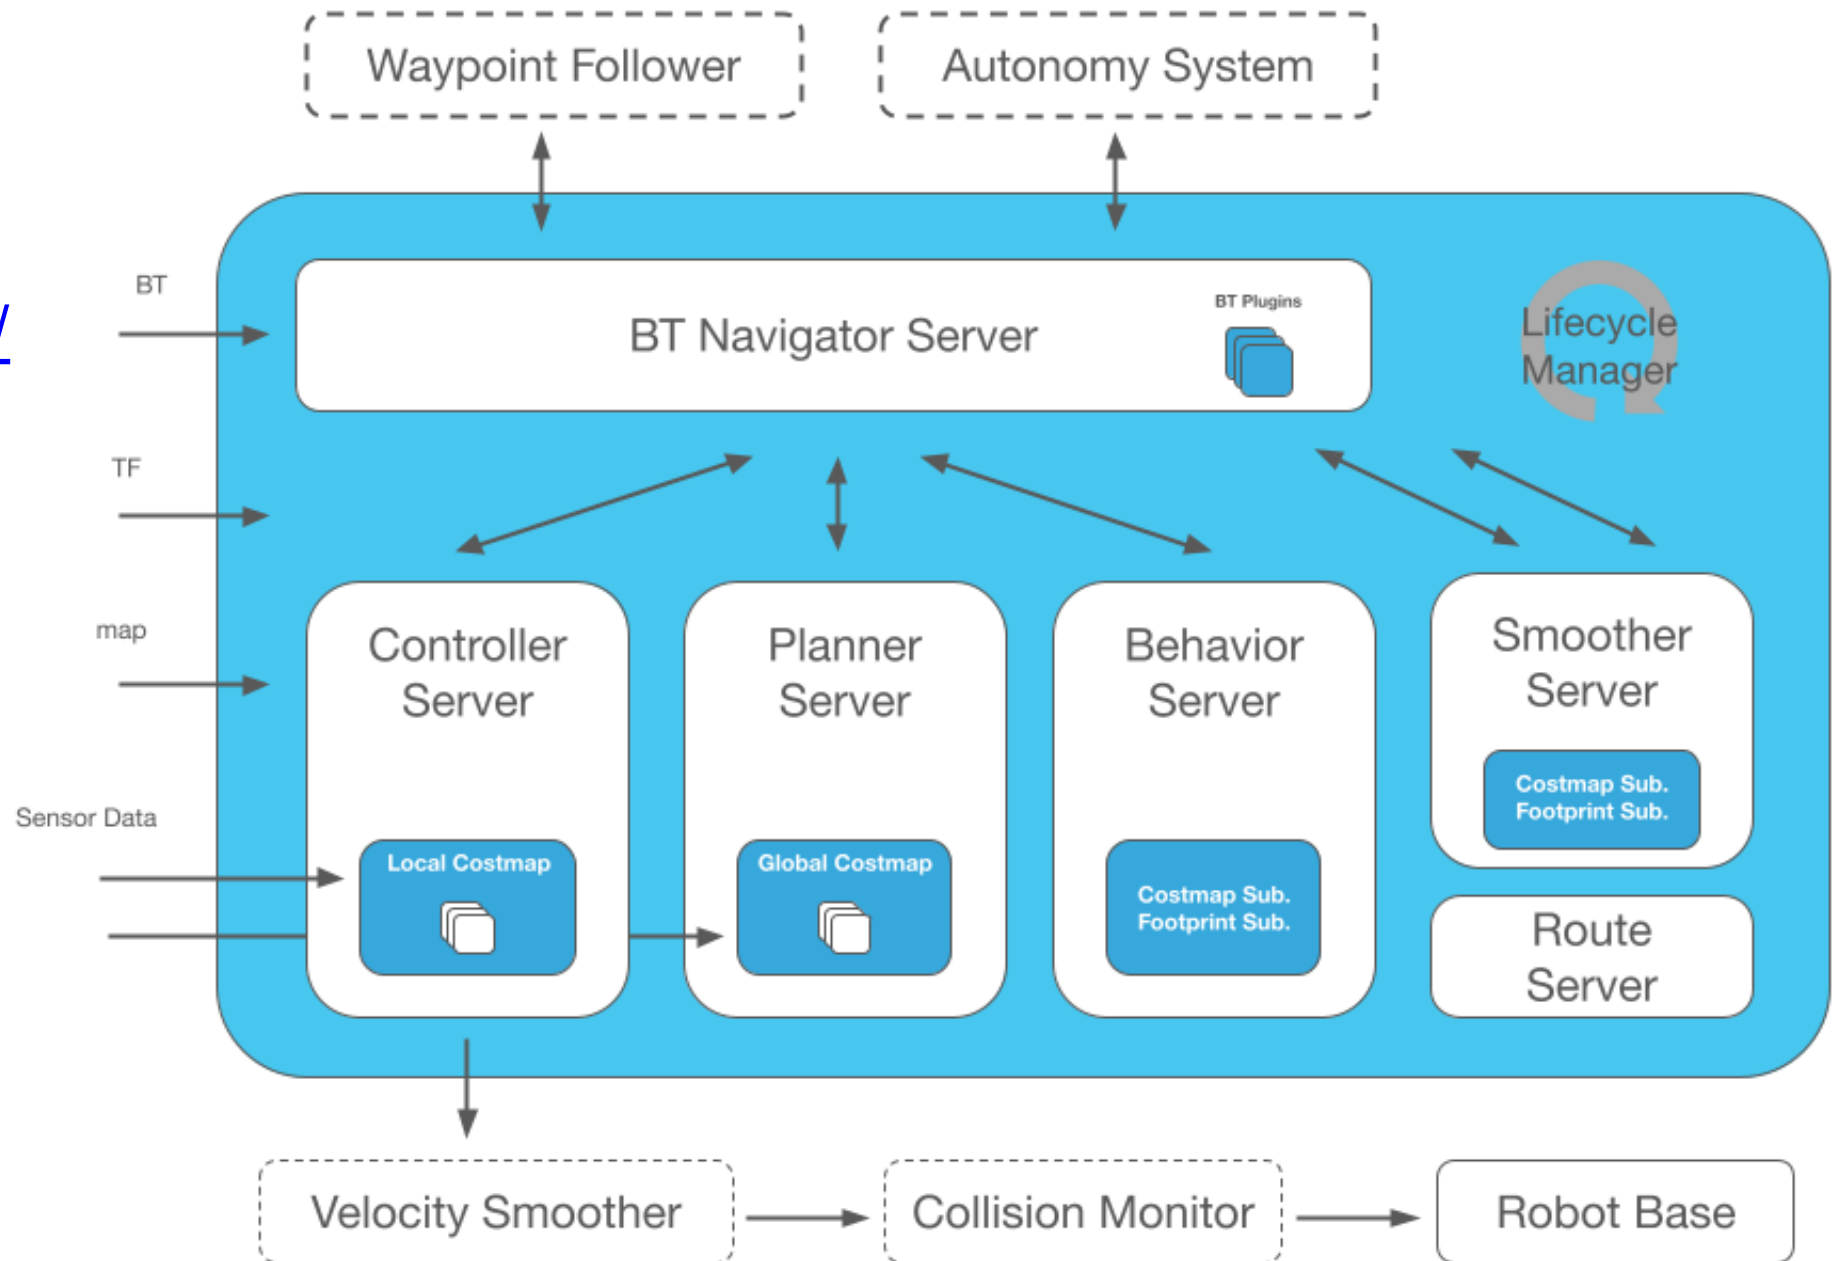 Waypoint Follower
Autonomy System
BT
/
BT Navigator Server
BT Plugins
Lifecycle
Manager
TF
map
Sensor Data
Controller
Server
Local Costmap
Planner
Server
Global Costmap
Behavior
Server
Costmap Sub.
Footprint Sub.
Smoother
Server
Costmap Sub.
Footprint Sub.
Route
Server
Velocity Smoother
Collision Monitor
Robot Base